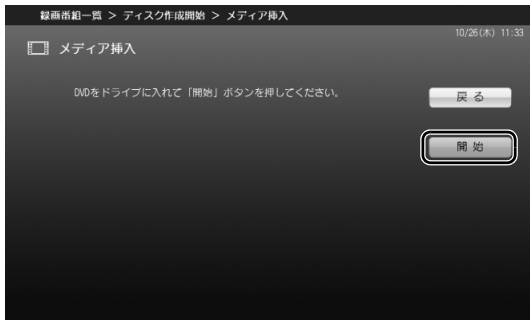 録画番組一覧 > ディスク作成開始 > メディア挿入
10/26(木) 11:33
メディア挿入
DVDをドライブに入れて「開始」ボタンを押してください。
戻る
開始